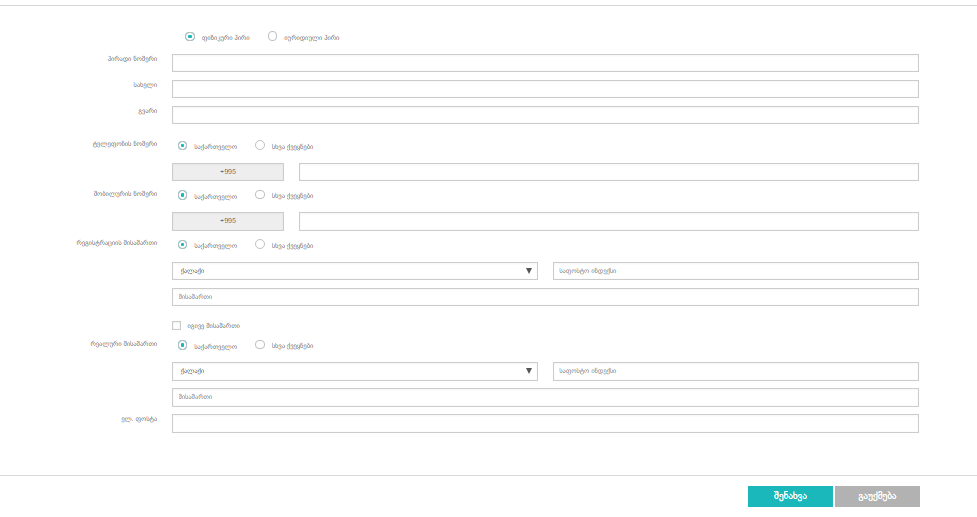 ფიზიკური პირი იურიდიული პირი
პირადი ნომერი
სახელი
გვარი
ტელეფონის ნომერი საქართველო სხვა ქვეყნები
+995
მობილურის ნომერი საქართველო სხვა ქვეყნები
+995
რეგისტრაციის მისამართი საქართველო სხვა ქვეყნები
ქალაქი საფოსტო ინდექსი
მისამართი
იგივე მისამართი
რეალური მისამართი საქართველო სხვა ქვეყნები
ქალაქი საფოსტო ინდექსი
მისამართი
ელ. ფოსტა
შენახვა გაუქმება